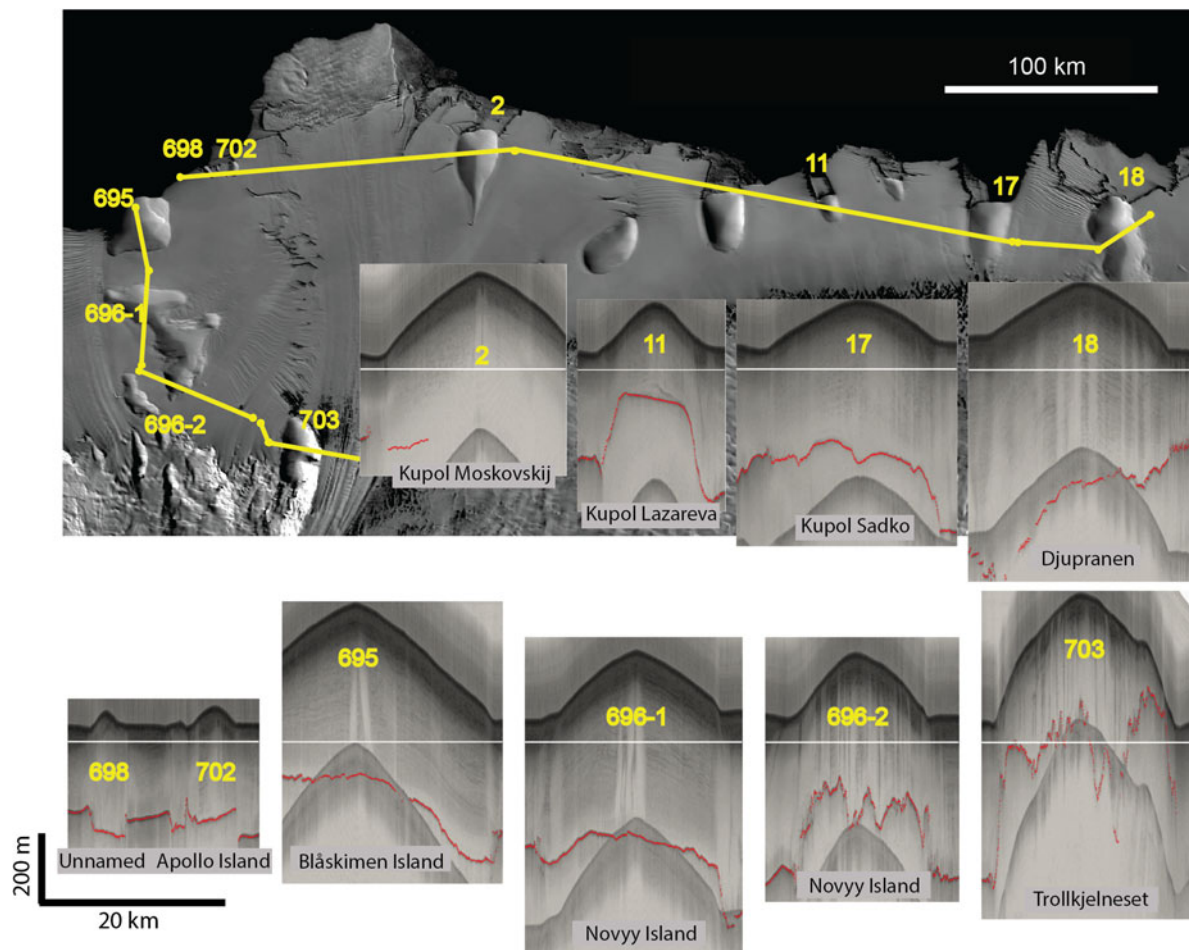 100 km
2
698 702
11
17
18
695
696-1
696-2
703
2
11
17
18
Kupol Moskovskij
Kupol Lazareva
Kupol Sadko
Djupranen
695
696-1
696-2
703
698
702
Unnamed
Apollo Island
Blåskimen Island
Novyy Island
Novyy Island
Trollkjelneset
200 m
20 km